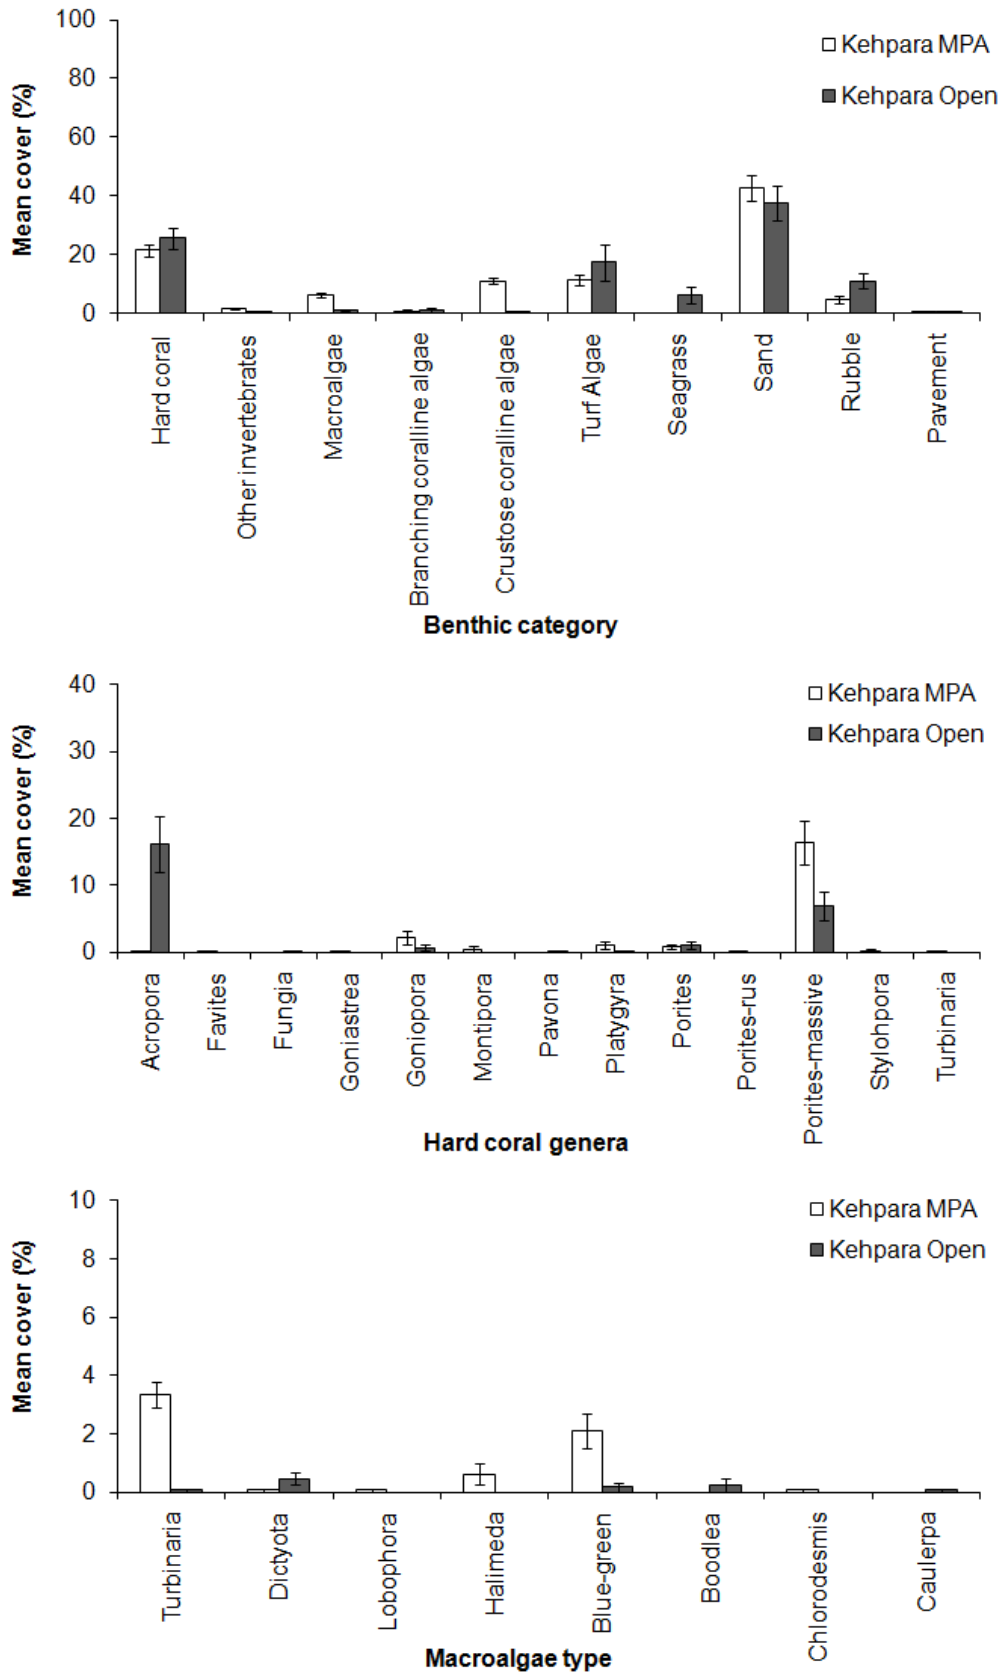 100
80
60
40
20
0
Mean cover (%)
Kehpara MPA
Kehpara Open
Hard coral
Other invertebrates
Macroalgae
Branching coralline algae
Crustose coralline algae
Turf Algae
Seagrass
Sand
Rubble
Pavement
Benthic category
40
30
20
10
0
Mean cover (%)
Kehpara MPA
Kehpara Open
Acropora
Favites
Fungia
Goniastrea
Goniopora
Montipora
Pavona
Platygyra
Porites
Porites-rus
Porites-massive
Stylohpora
Turbinaria
Hard coral genera
10
8
6
4
2
0
Mean cover (%)
Kehpara MPA
Kehpara Open
Turbinaria
Dictyota
Lobophora
Halimeda
Blue-green
Boodlea
Chlorodesmis
Caulerpa
Macroalgae type